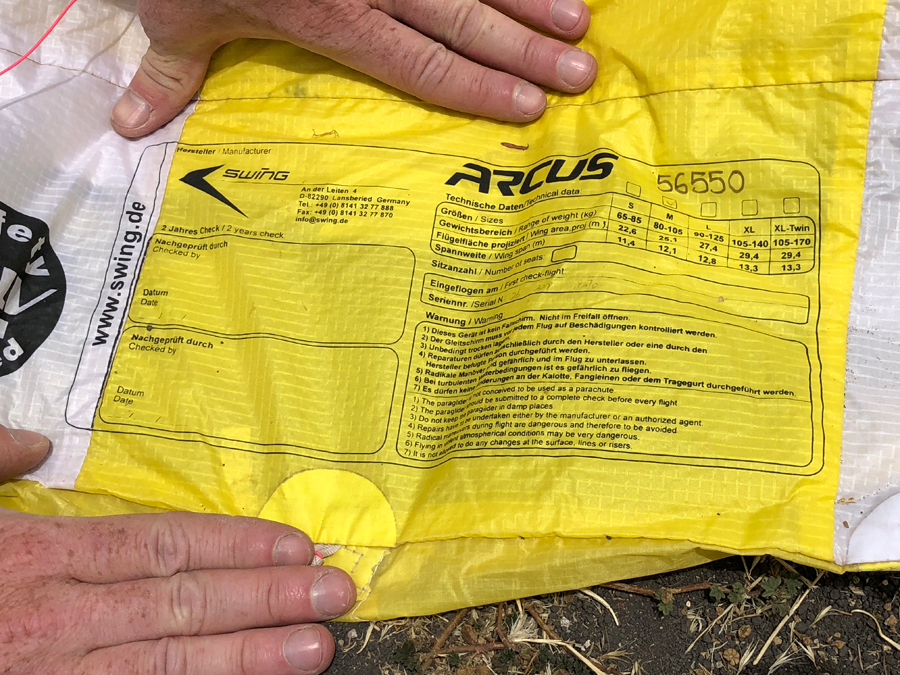 Hersteller / Manufacturer
SWING
An der Leiten 4
D-82290 Landsberied Germany
Tel.: +49 (0) 8141 32 77 888
Fax: +49 (0) 8141 32 77 870
info@swing.de
www.swing.de
2 Jahres Check / 2 years check
Nachgeprüft durch
Checked by
Datum
Date
Nachgeprüft durch
Checked by
Datum
Date
ARCUS 56550
Technische Daten/Technical data
Größen / Sizes S M L XL XL-Twin
Gewichtsbereich / Range of weight (kg) 65-85 80-105 90-125 105-140 105-170
Flügelfläche projiziert / Wing area proj (m²) 22,6 25,1 27,4 29,4 29,4
Spannweite / Wing span (m) 11,4 12,1 12,8 13,3 13,3
Sitzanzahl / Number of seats:
Eingeflogen am / First check-flight
Seriennr. /Serial N
Warnung / Warning
1) Dieses Gerät ist kein Fallschirm. Nicht im Freifall öffnen.
2) Der Gleitschirm muss vor jedem Flug auf Beschädigungen kontrolliert werden.
3) Unbedingt trocken
4) Reparaturen dürfen ausschließlich durch den Hersteller oder eine durch den
Hersteller durchgeführt werden.
5) Radikale Manöver sind gefährlich und im Flug zu unterlassen.
6) Bei turbulenten ist es gefährlich zu fliegen.
7) Es dürfen keine Änderungen an der Kalotte, Fangleinen oder dem Tragegurt durchgeführt werden.
1) The paraglider is not conceived to be used as a parachute.
2) The paraglider should be submitted to a complete check before every flight
3) Do not keep the paraglider in damp places.
4) Repairs have to be undertaken either by the manufacturer or an authorized agent.
5) Radical manoeuvers during flight are dangerous and therefore to be avoided.
6) Flying in atmospherical conditions may be very dangerous.
7) It is not allowed to do any changes at the surface, lines or risers.